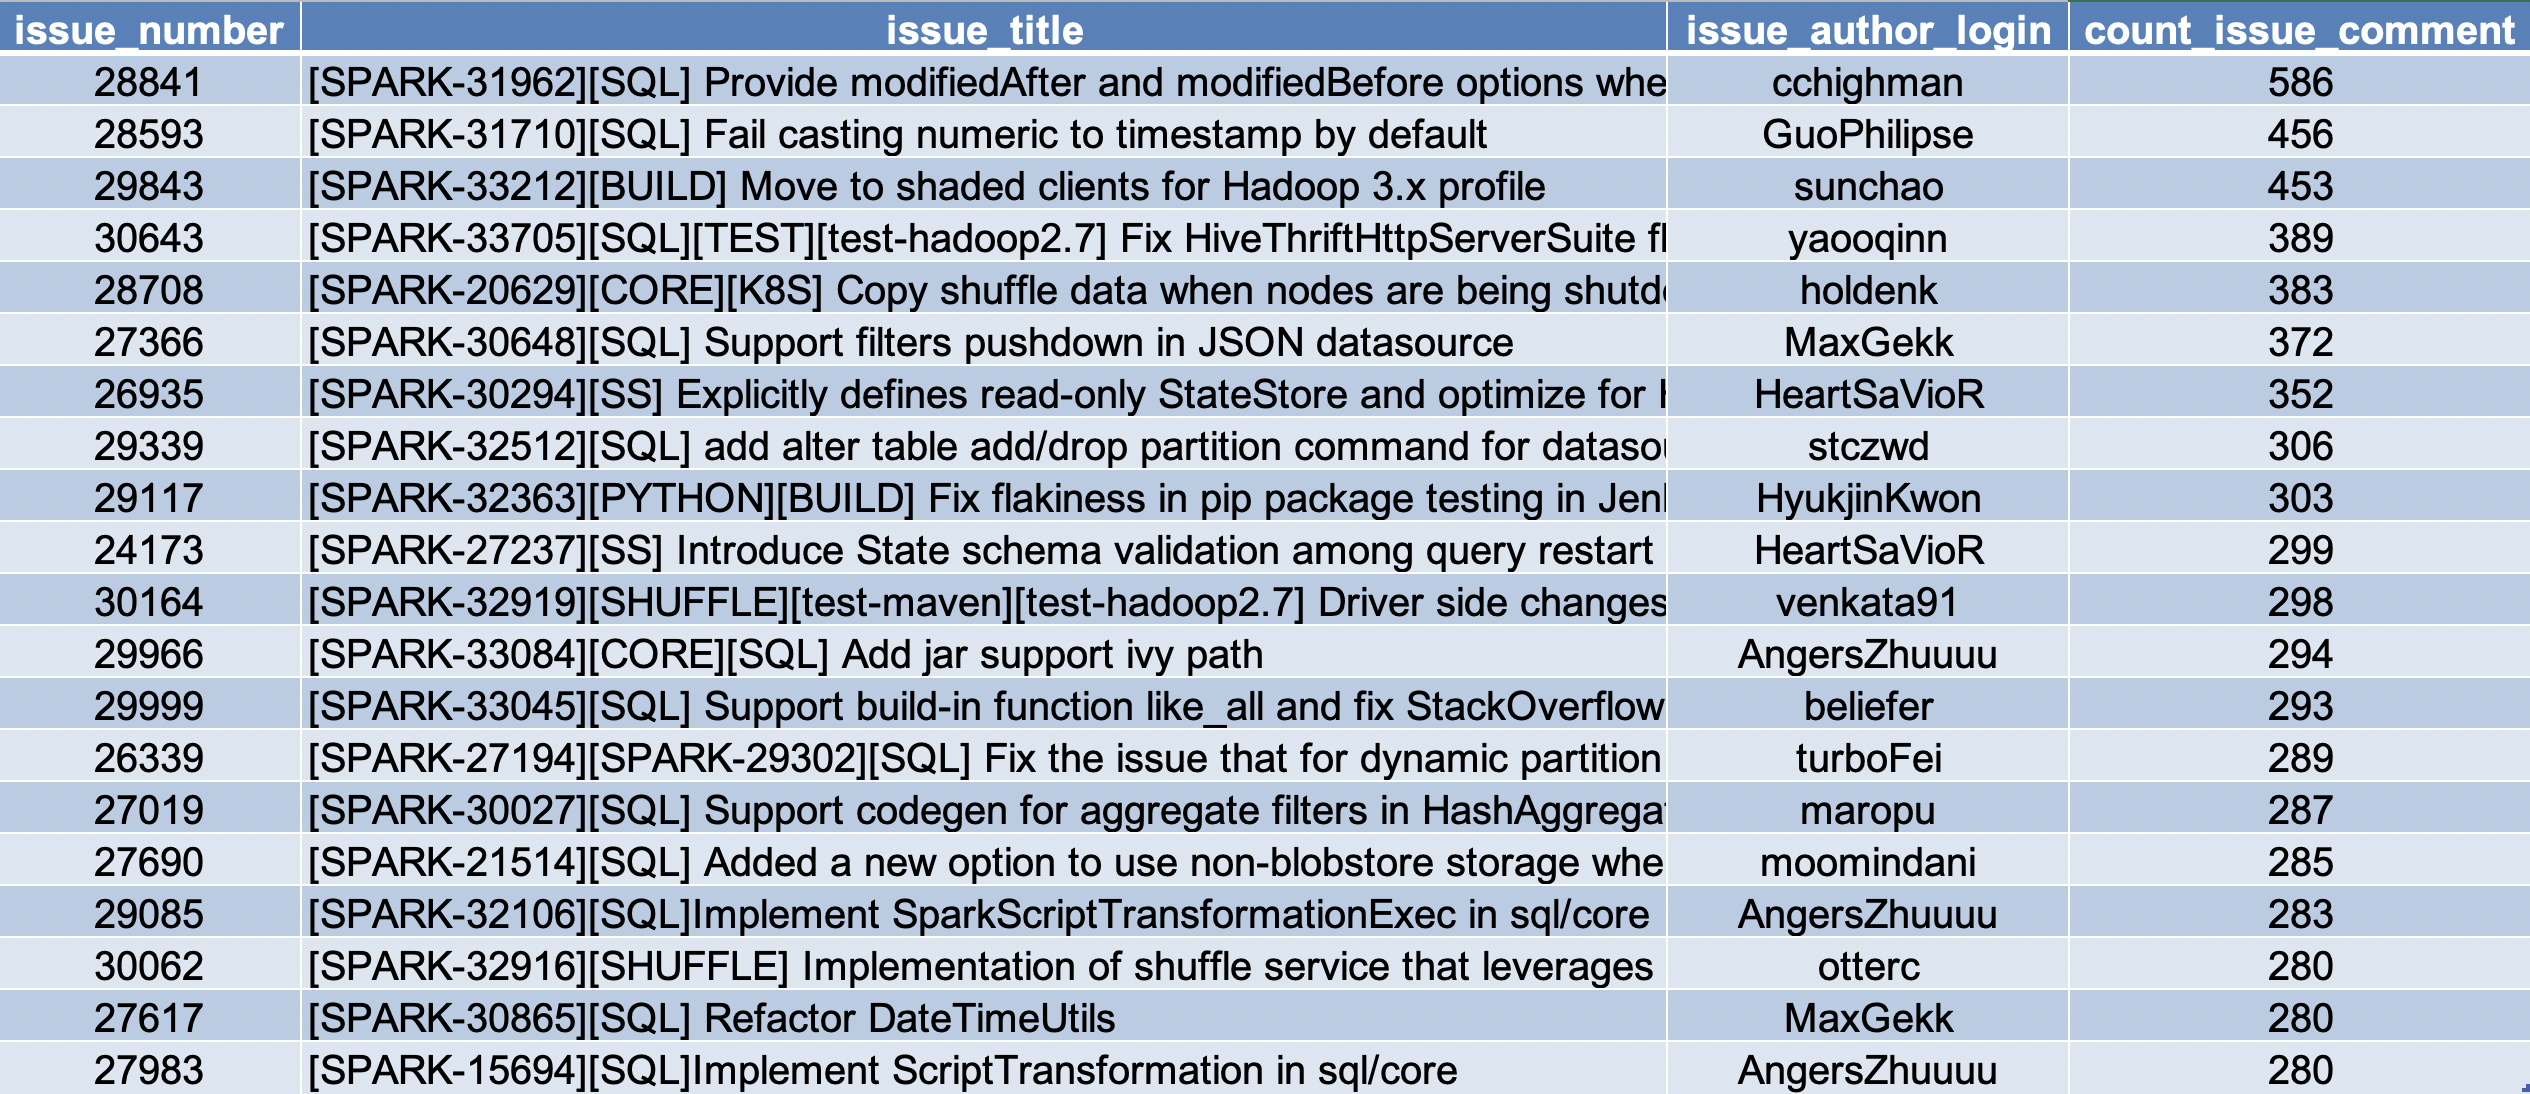 issue_number issue_title issue_author_login count_issue_comment
28841 [SPARK-31962][SQL] Provide modifiedAfter and modifiedBefore options whe cchighman 586
28593 [SPARK-31710][SQL] Fail casting numeric to timestamp by default GuoPhilipse 456
29843 [SPARK-33212][BUILD] Move to shaded clients for Hadoop 3.x profile sunchao 453
30643 [SPARK-33705][SQL][TEST][test-hadoop2.7] Fix HiveThriftHttpServerSuite fl yaooqinn 389
28708 [SPARK-20629][CORE][K8S] Copy shuffle data when nodes are being shutd holdenk 383
27366 [SPARK-30648][SQL] Support filters pushdown in JSON datasource MaxGekk 372
26935 [SPARK-30294][SS] Explicitly defines read-only StateStore and optimize for HeartSaVioR 352
29339 [SPARK-32512][SQL] add alter table add/drop partition command for dataso stczwd 306
29117 [SPARK-32363][PYTHON][BUILD] Fix flakiness in pip package testing in Jen HyukjinKwon 303
24173 [SPARK-27237][SS] Introduce State schema validation among query restart HeartSaVioR 299
30164 [SPARK-32919][SHUFFLE][test-maven][test-hadoop2.7] Driver side changes venkata91 298
29966 [SPARK-33084][CORE][SQL] Add jar support ivy path AngersZhuuuu 294
29999 [SPARK-33045][SQL] Support build-in function like_all and fix StackOverflow beliefer 293
26339 [SPARK-27194][SPARK-29302][SQL] Fix the issue that for dynamic partition turboFei 289
27019 [SPARK-30027][SQL] Support codegen for aggregate filters in HashAggrega maropu 287
27690 [SPARK-21514][SQL] Added a new option to use non-blobstore storage whe moomindani 285
29085 [SPARK-32106][SQL]Implement SparkScriptTransformationExec in sql/core AngersZhuuuu 283
30062 [SPARK-32916][SHUFFLE] Implementation of shuffle service that leverages otterc 280
27617 [SPARK-30865][SQL] Refactor DateTimeUtils MaxGekk 280
27983 [SPARK-15694][SQL]Implement ScriptTransformation in sql/core AngersZhuuuu 280